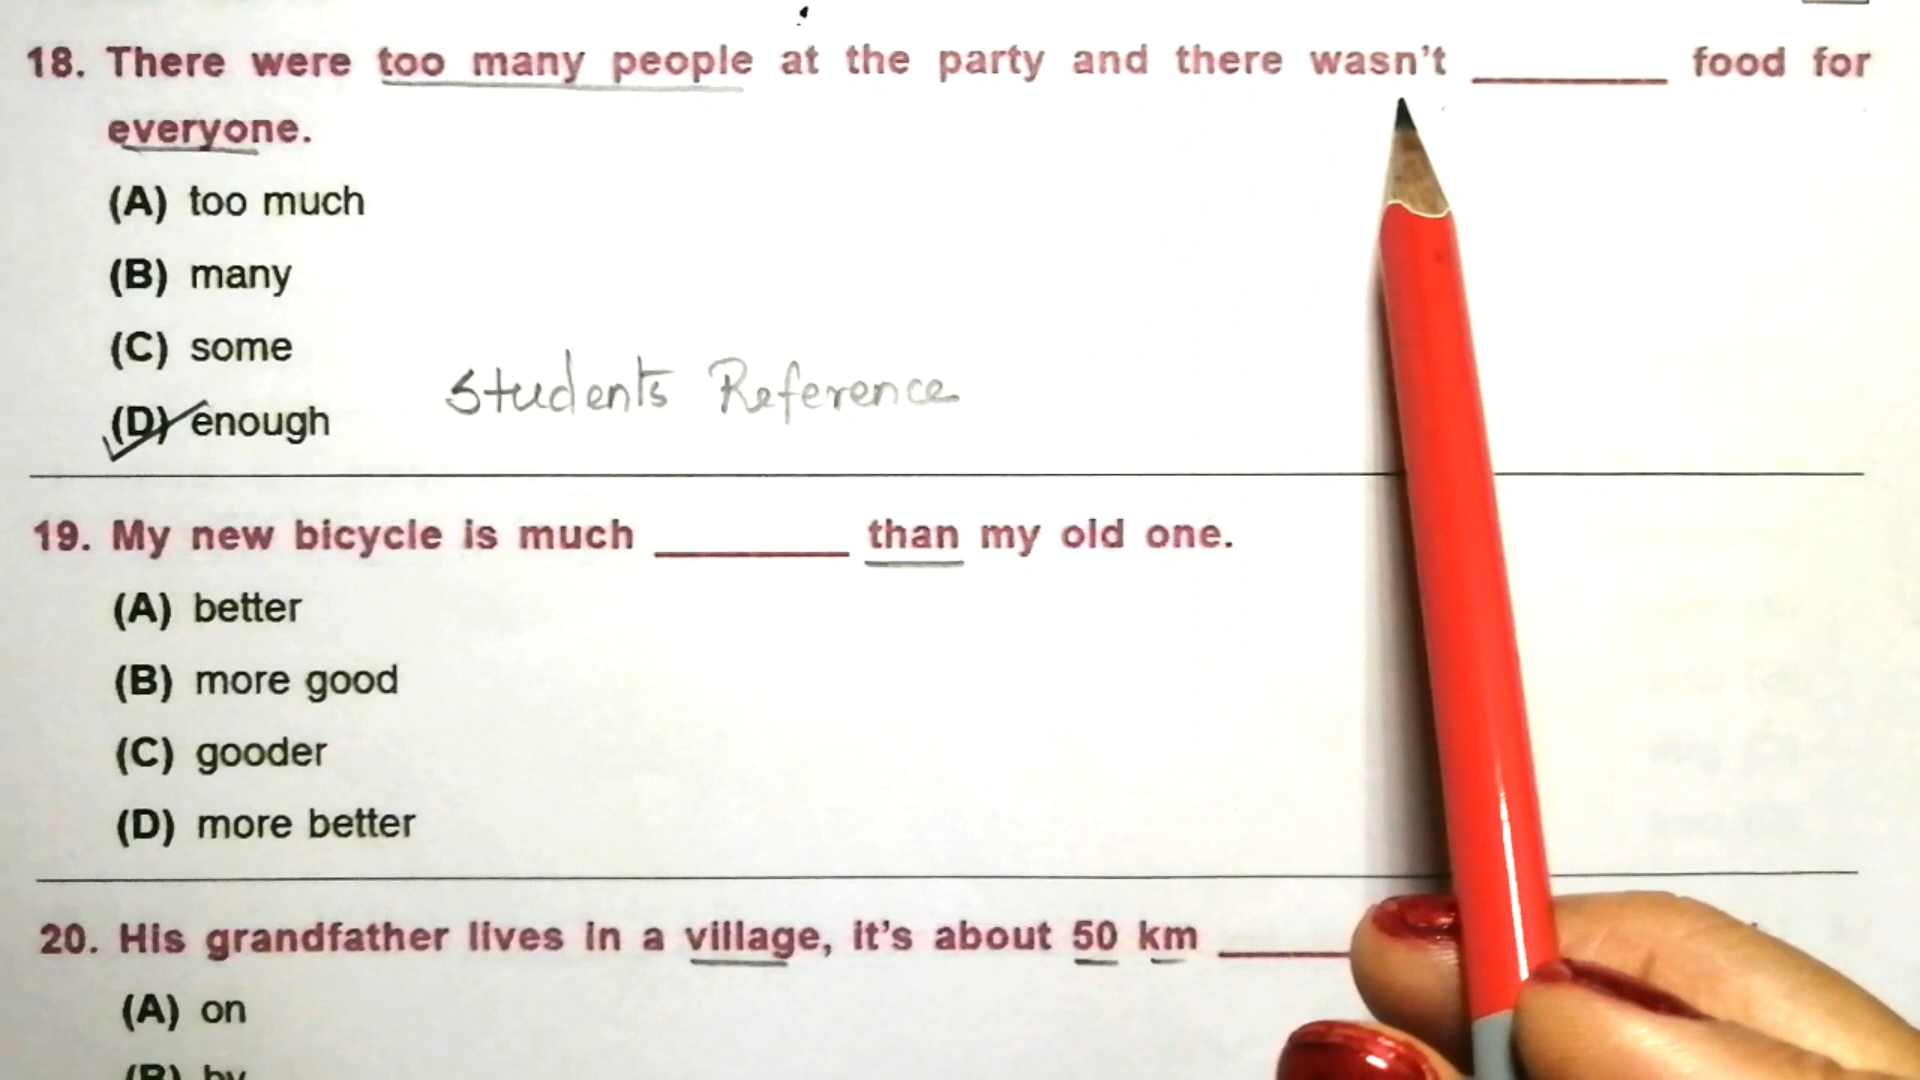 18. There were too many people at the party and there wasn't ________ food for
everyone.
(A) too much
(B) many
(C) some
(D) enough
Students Reference
19. My new bicycle is much ________ than my old one.
(A) better
(B) more good
(C) gooder
(D) more better
20. His grandfather lives in a village, it's about 50 km ______
(A) on
(B) by